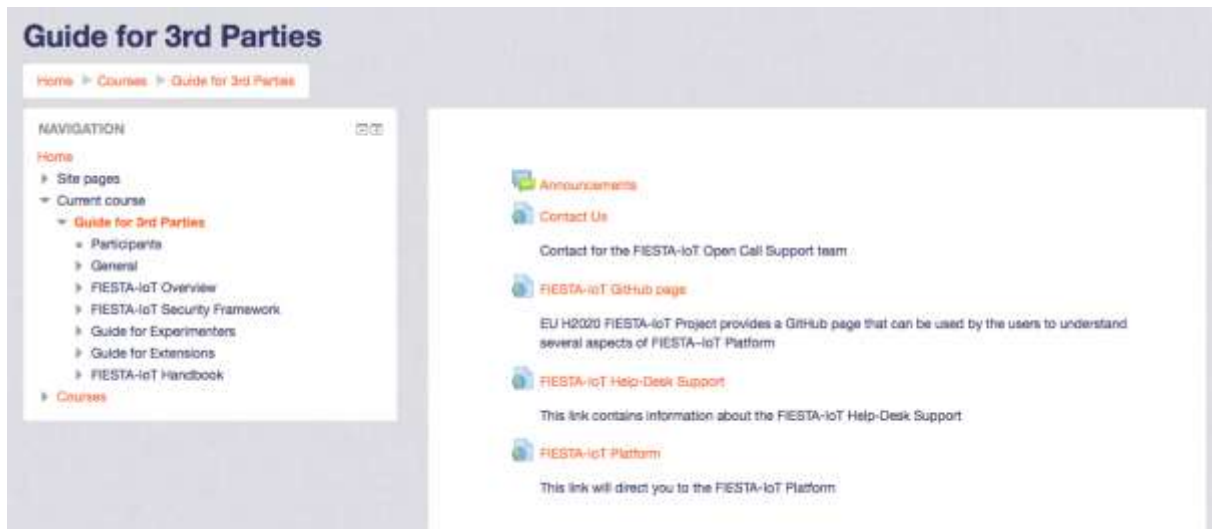 Guide for 3rd Parties
Home Courses Guide for 3rd Parties
NAVIGATION
Home
Site pages
Current course
Guide for 3rd Parties
Participants
General
FIESTA-IoT Overview
FIESTA-IoT Security Framework
Guide for Experimenters
Guide for Extensions
FIESTA-IoT Handbook
Courses
Announcements
Contact Us
Contact for the FIESTA-IoT Open Call Support team
FIESTA-IoT GitHub page
EU H2020 FIESTA-IoT Project provides a GitHub page that can be used by the users to understand
several aspects of FIESTA-IoT Platform
FIESTA-IoT Help-Desk Support
This link contains information about the FIESTA-IoT Help-Desk Support
FIESTA-IoT Platform
This link will direct you to the FIESTA-IoT Platform